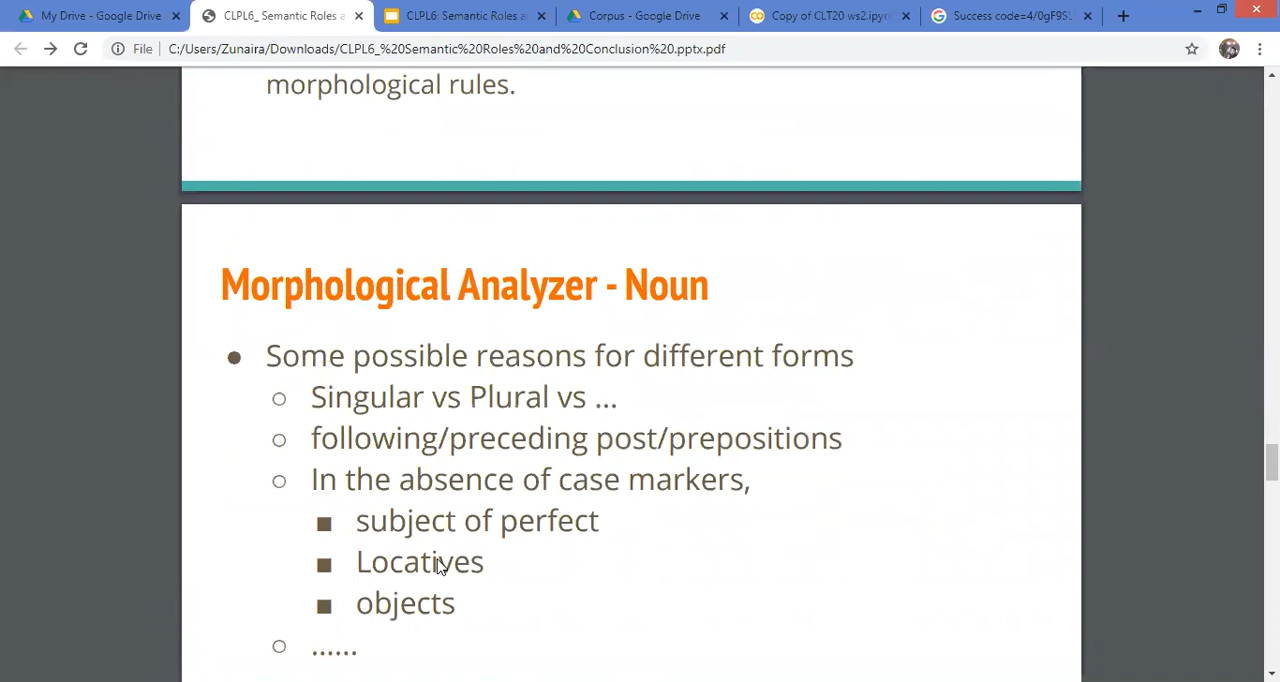 My Drive - Google Drive
CLPL6_ Semantic Roles a
CLPL6: Semantic Roles a
Corpus - Google Drive
Copy of CLT20 ws2.ipyn
Success code=4/0gF9S
File
C:/Users/Zunaira/Downloads/CLPL6_%20Semantic%20Roles%20and%20Conclusion%20.pptx.pdf
morphological rules.
Morphological Analyzer - Noun
● Some possible reasons for different forms
○ Singular vs Plural vs ...
○ following/preceding post/prepositions
○ In the absence of case markers,
■ subject of perfect
■ Locatives
■ objects
○ ......